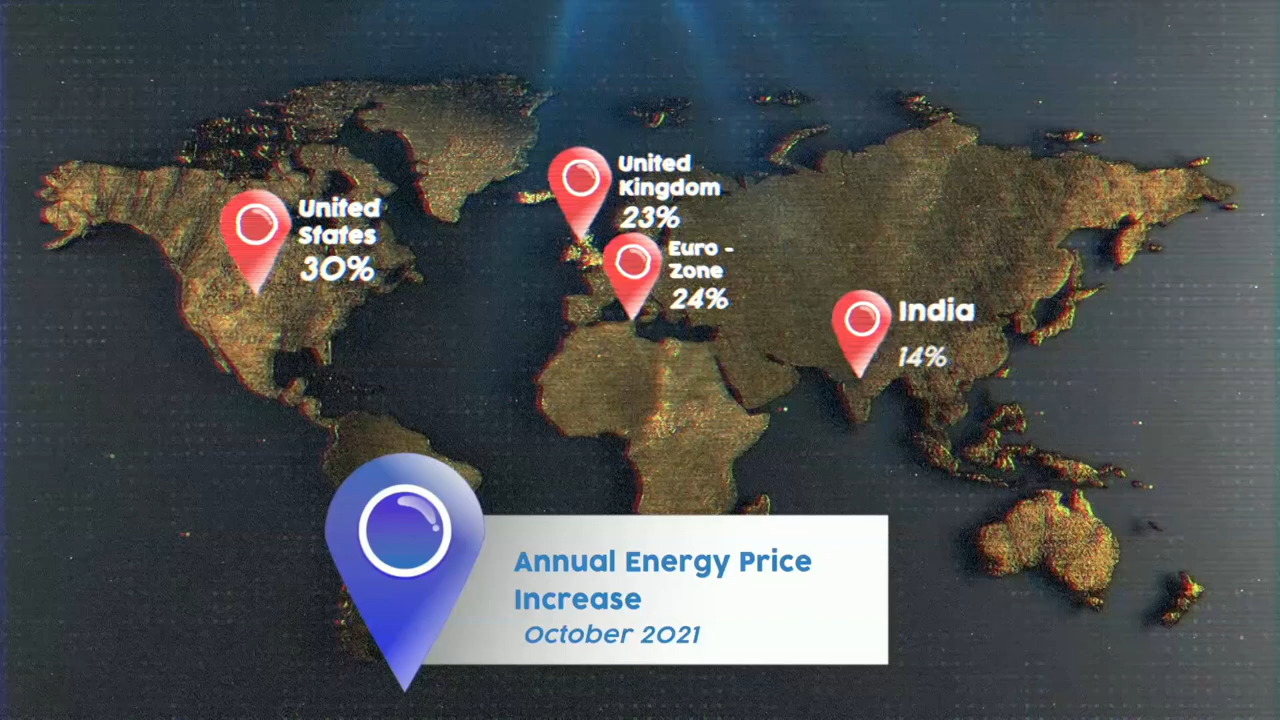 United
States
30%
United
Kingdom
23%
Euro -
Zone
24%
India
14%
Annual Energy Price
Increase
October 2021